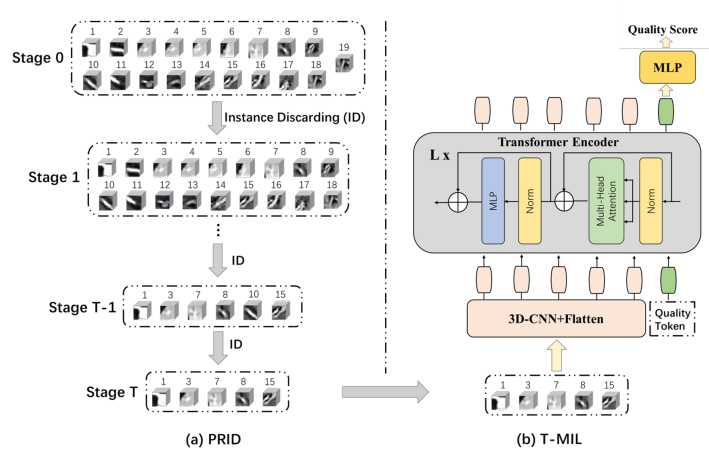 Stage 0
1 2 3 4 5 6 7 8 9
19
10 11 12 13 14 15 16 17 18
Instance Discarding (ID)
Stage 1
1 2 3 4 5 6 7 8 9
10 11 12 13 14 15 16 17 18
ID
Stage T-1
1 3 7 8 10 15
ID
Stage T
1 3 7 8 15
(a) PRID
Quality Score
MLP
Transformer Encoder
L x
MLP
Norm
Multi-Head
Attention
Norm
3D-CNN+Flatten
Quality
Token
1 3 7 8 15
(b) T-MIL